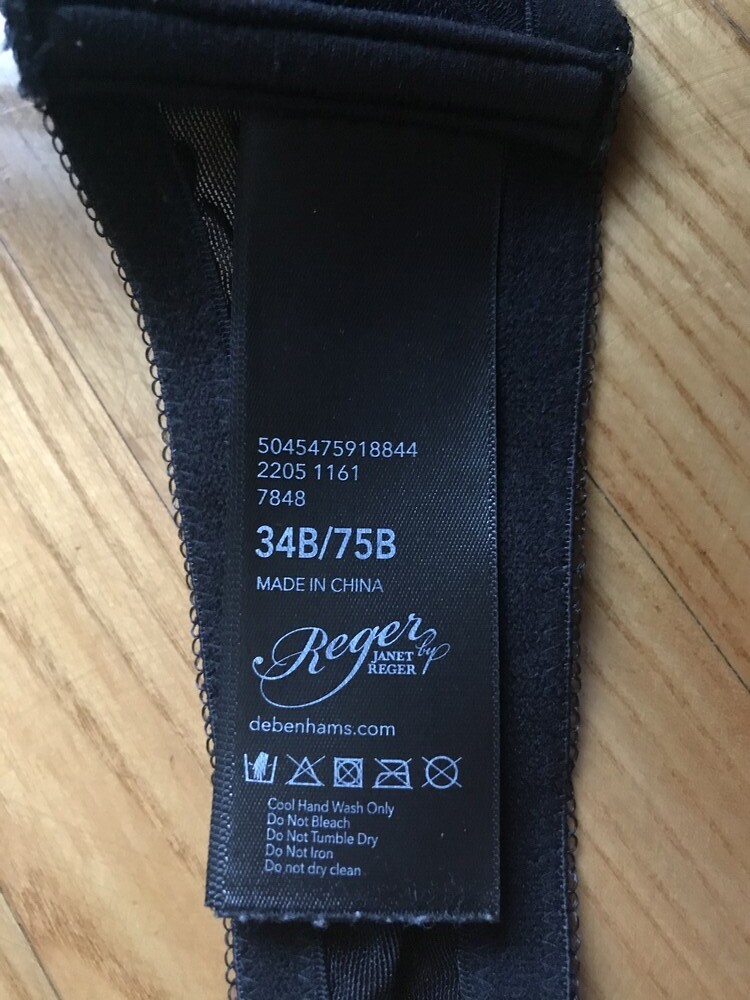 5045475918844
2205 1161
7848
34B/75B
MADE IN CHINA
Reger by
JANET
REGER
debenhams.com
Cool Hand Wash Only
Do Not Bleach
Do Not Tumble Dry
Do Not Iron
Do not dry clean